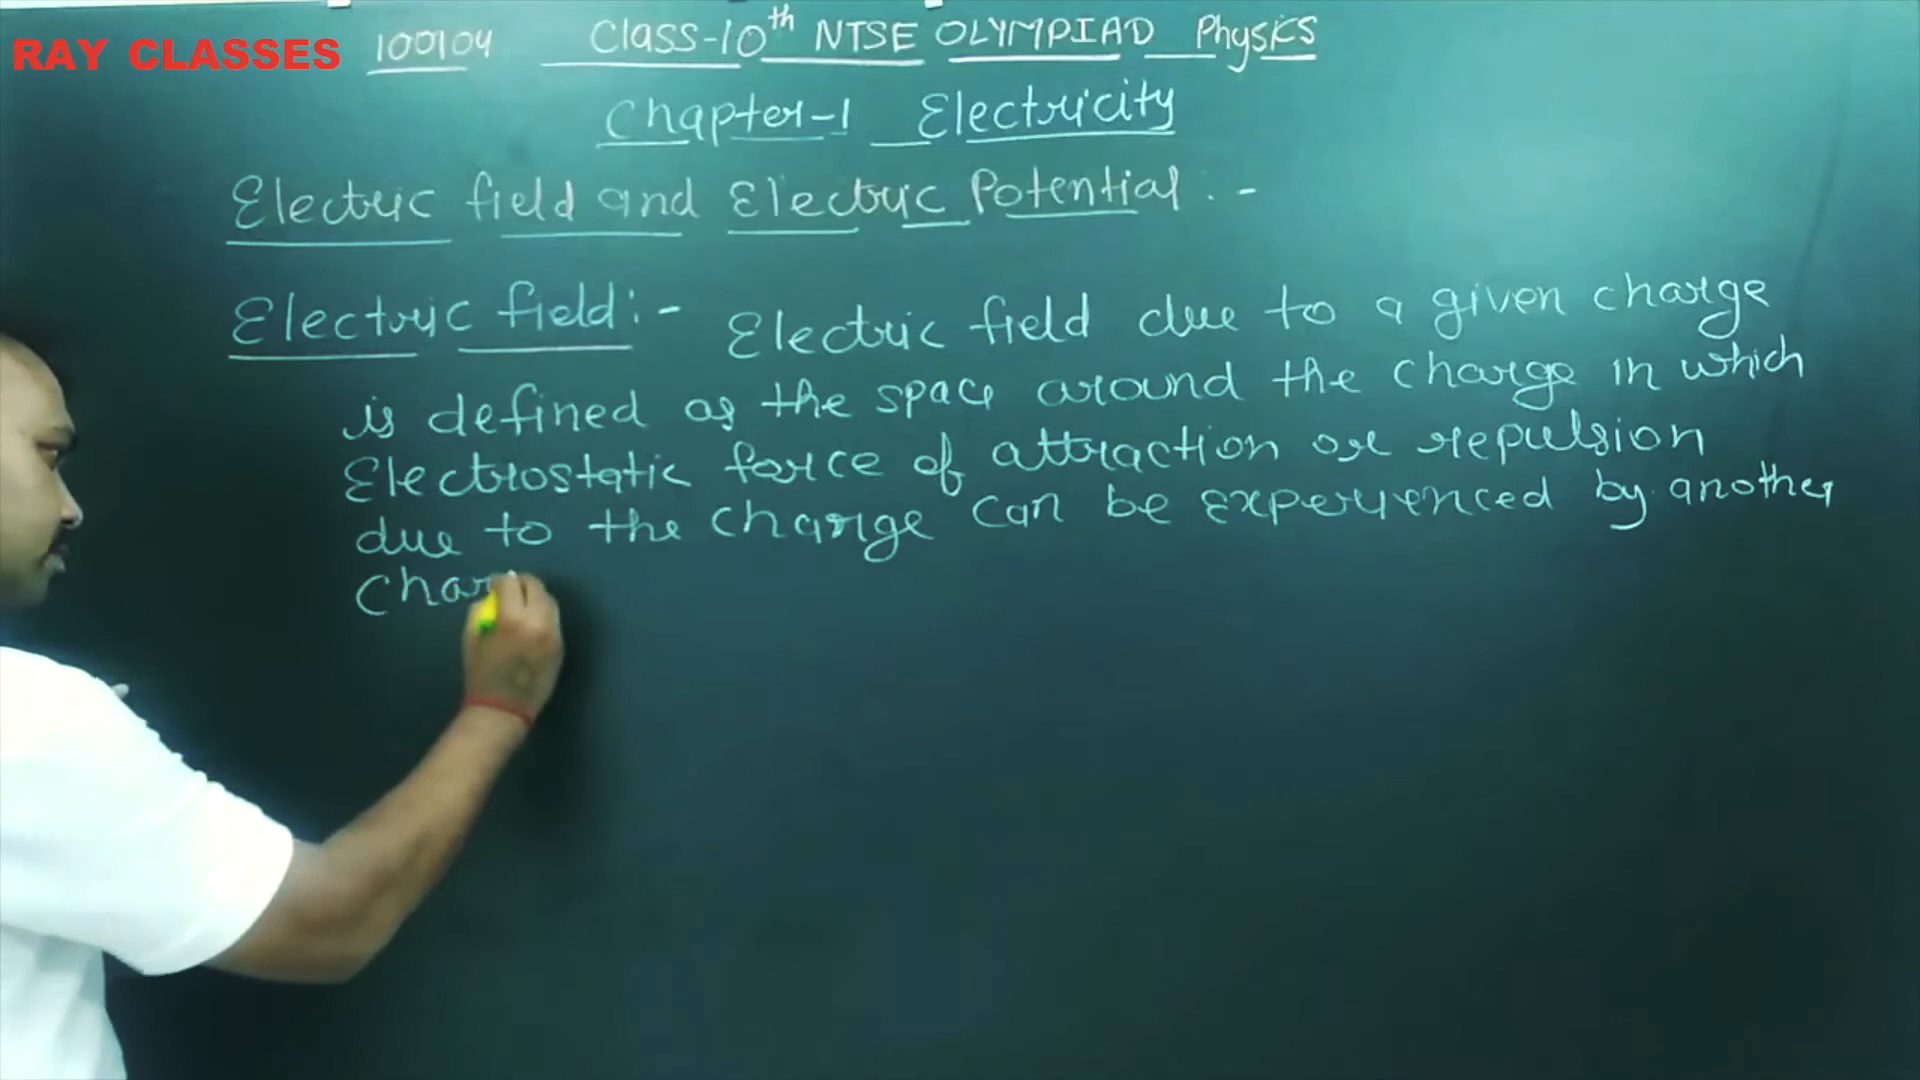 RAY CLASSES
100104 Class-10th NTSE OLYMPIAD Physics
Chapter-1 Electricity
Electric field and Electric Potential :-
Electric field:- Electric field due to a given charge
is defined as the space around the charge in which
Electrostatic force of attraction or repulsion
due to the charge can be experienced by another
Char